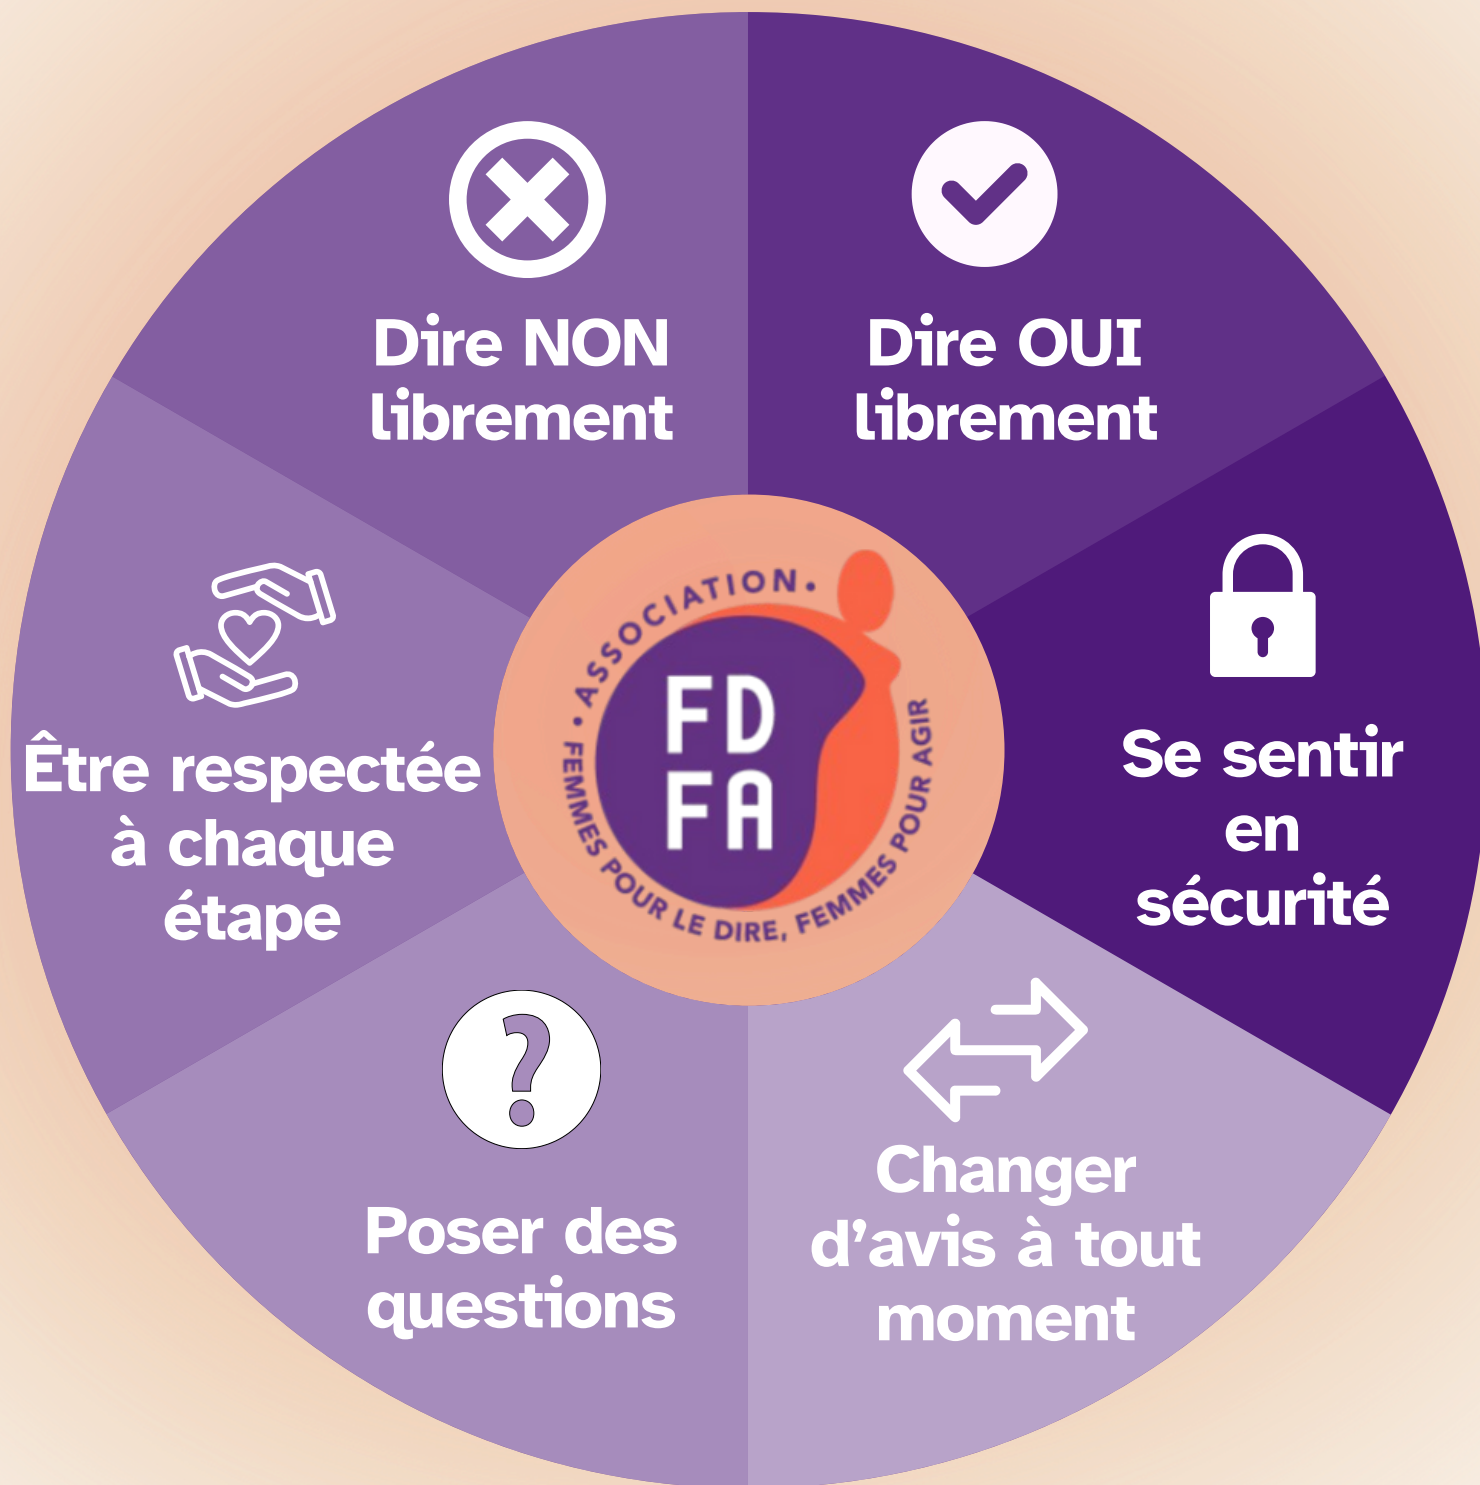 Dire NON
librement
Dire OUI
librement
Être respectée
à chaque
étape
• ASSOCIATION •
FD
FA
FEMMES POUR LE DIRE, FEMMES POUR AGIR
Se sentir
en
sécurité
Poser des
questions
Changer
d’avis à tout
moment